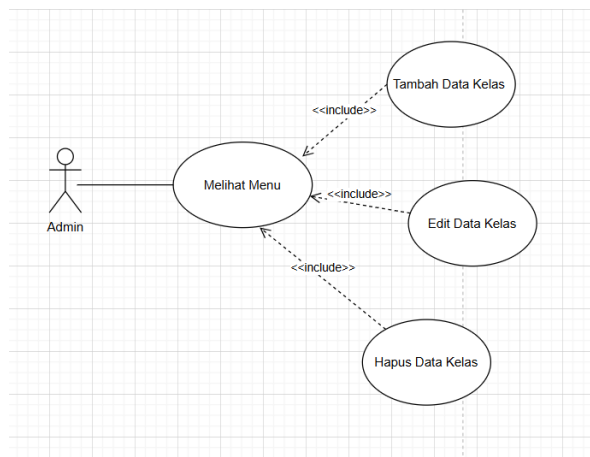 Tambah Data Kelas
<<include>>
Melihat Menu
<<include>>
Edit Data Kelas
Admin
<<include>>
Hapus Data Kelas